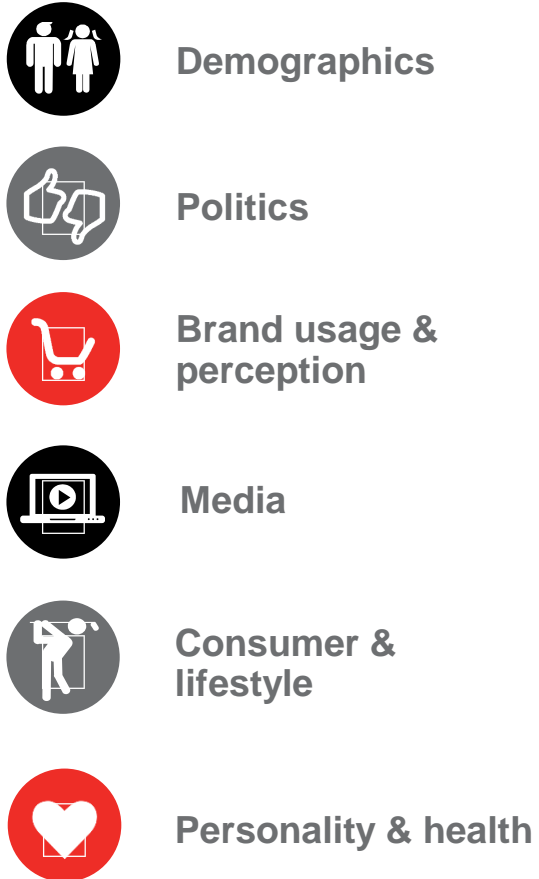 Demographics
Politics
Brand usage &
perception
Media
Consumer &
lifestyle
Personality & health